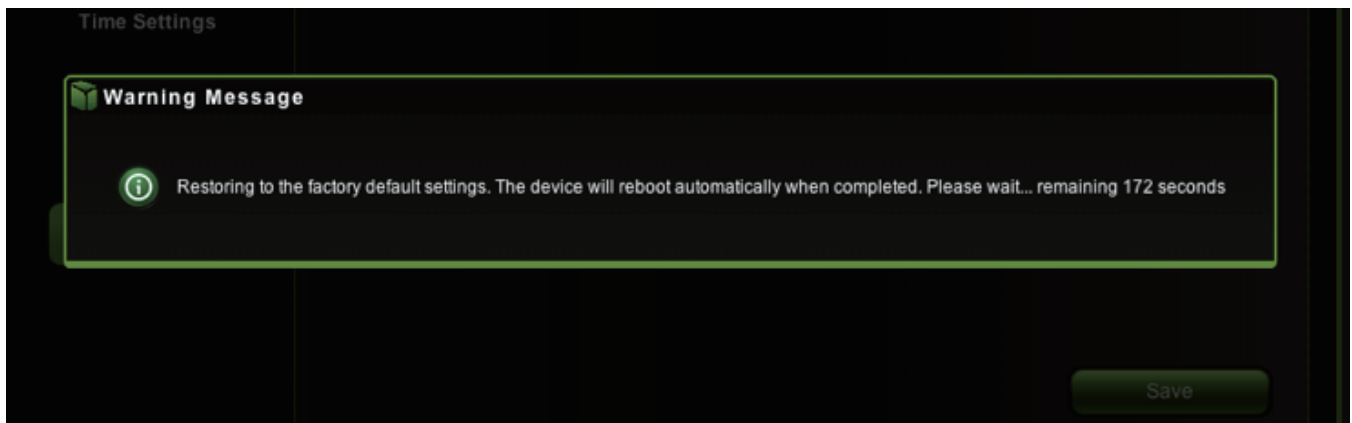 Time Settings
Warning Message
Restoring to the factory default settings. The device will reboot automatically when completed. Please wait... remaining 172 seconds
Save